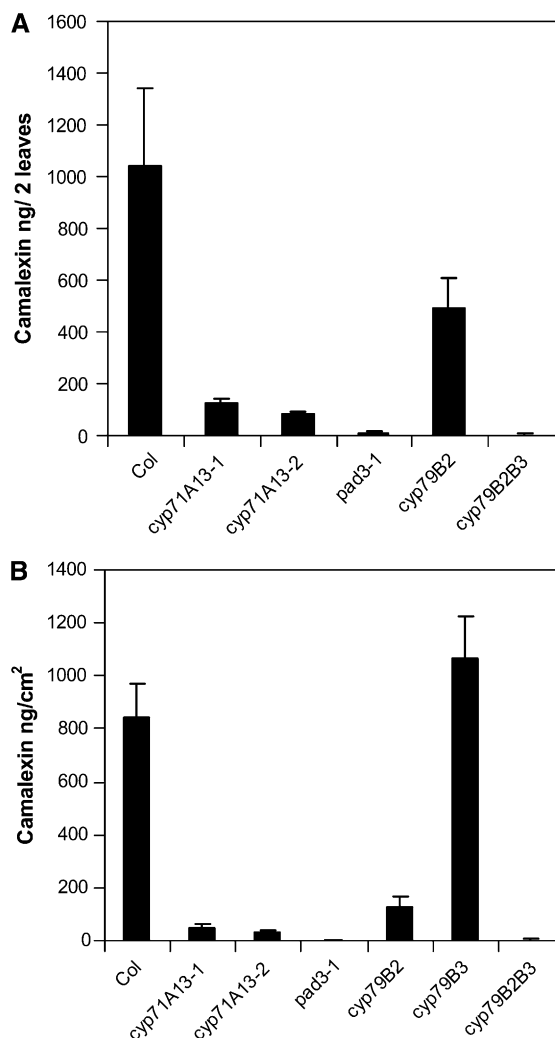 A
Camalexin ng/ 2 leaves
1600
1400
1200
1000
800
600
400
200
0
Col
cyp71A13-1
cyp71A13-2
pad3-1
cyp79B2
cyp79B2B3
B
Camalexin ng/cm²
1400
1200
1000
800
600
400
200
0
Col
cyp71A13-1
cyp71A13-2
pad3-1
cyp79B2
cyp79B3
cyp79B2B3